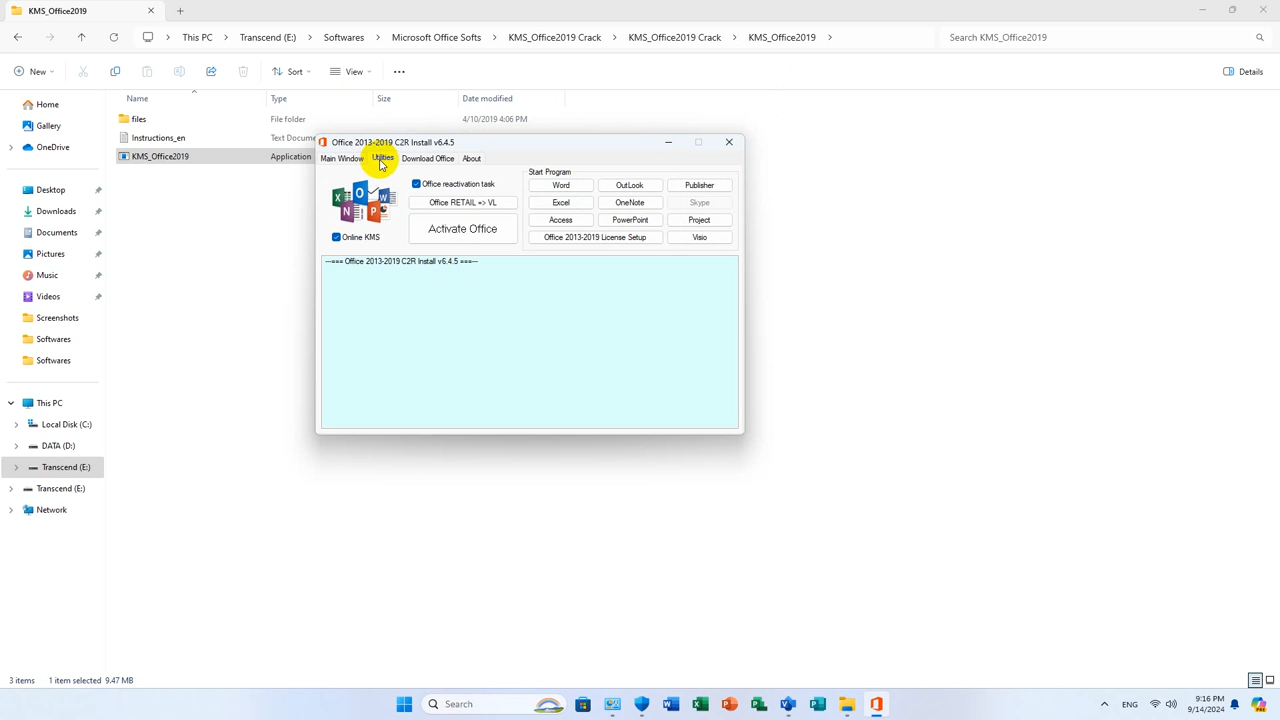 KMS_Office2019
This PC > Transcend (E:) > Softwares > Microsoft Office Softs > KMS_Office2019 Crack > KMS_Office2019 Crack > KMS_Office2019 >
Search KMS_Office2019
New
Sort
View
Details
Home
Gallery
OneDrive
Desktop
Downloads
Documents
Pictures
Music
Videos
Screenshots
Softwares
Softwares
This PC
Local Disk (C:)
DATA (D:)
Transcend (E:)
Transcend (E:)
Network
Name Type Size Date modified
files File folder 4/10/2019 4:06 PM
Instructions_en Text Docume
KMS_Office2019 Application
Office 2013-2019 C2R Install v6.4.5
Main Window Utilities Download Office About
Office reactivation task
Office RETAIL => VL
Activate Office
Online KMS
Start Program
Word OutLook Publisher
Excel OneNote Skype
Access PowerPoint Project
Office 2013-2019 License Setup Visio
---=== Office 2013-2019 C2R Install v6.4.5 ===---
3 items 1 item selected 9.47 MB
Search
ENG
9:16 PM
9/14/2024